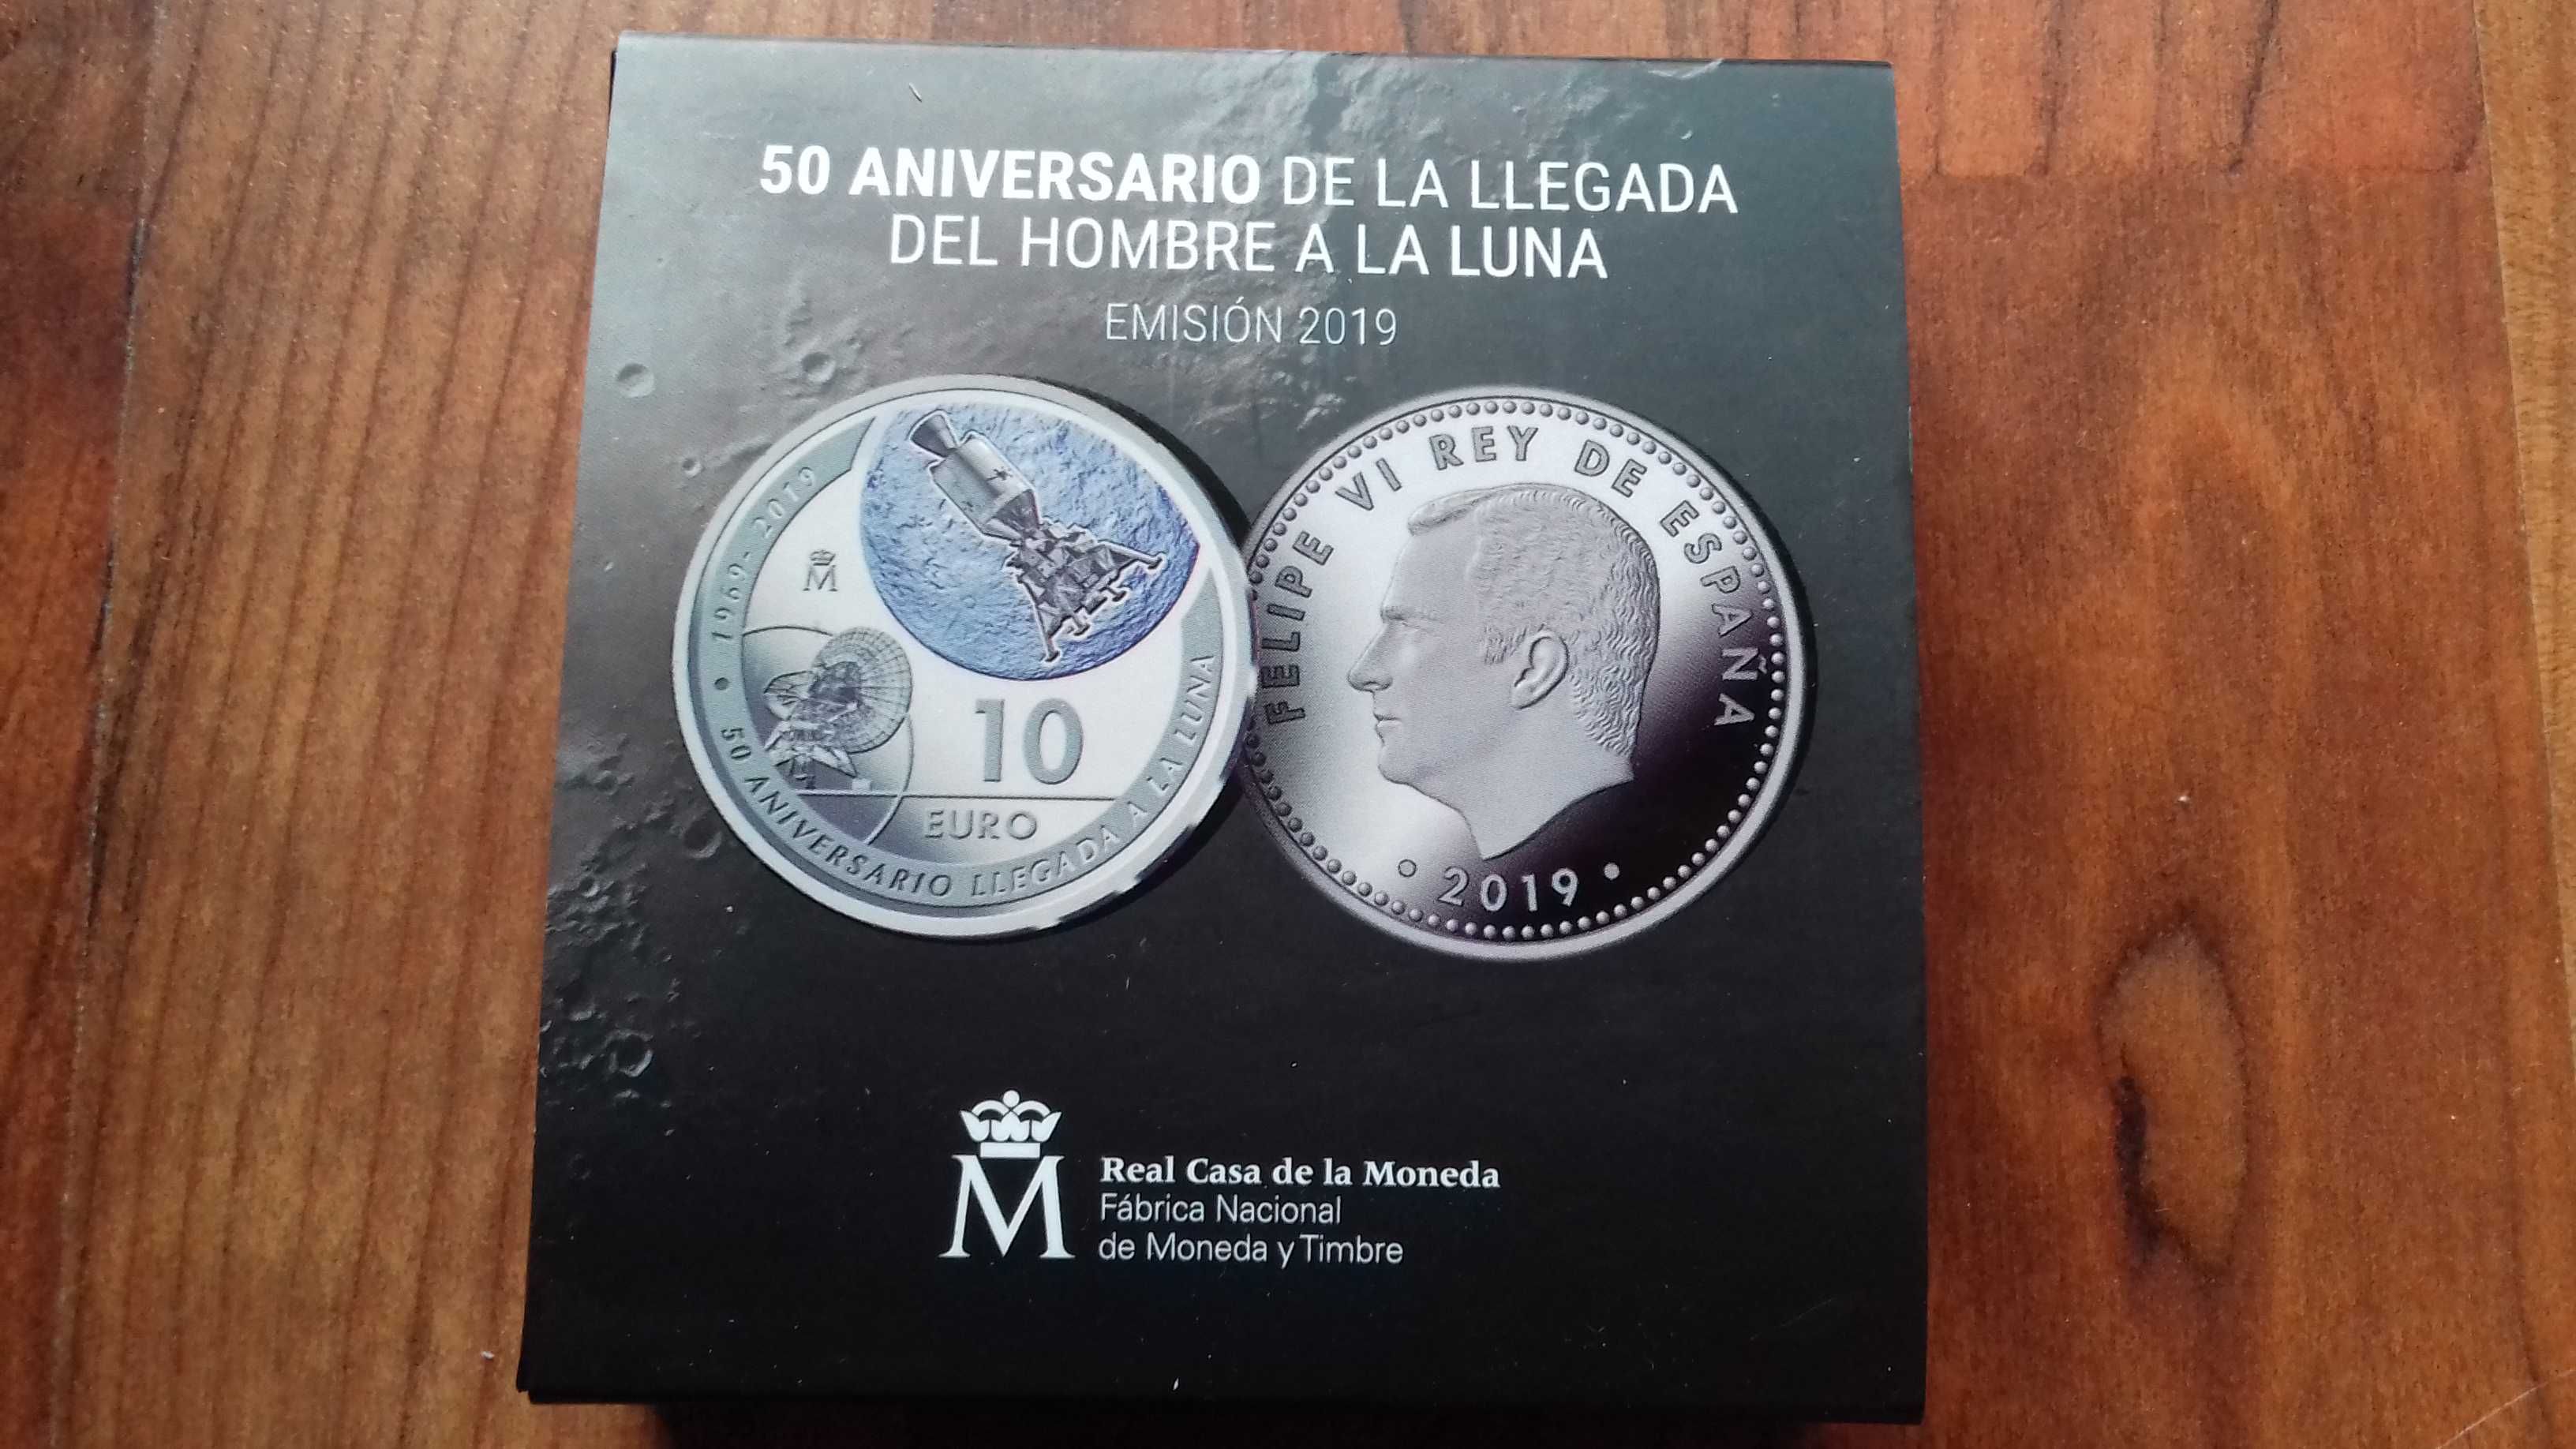 50 ANIVERSARIO DE LA LLEGADA
DEL HOMBRE A LA LUNA
EMISIÓN 2019
1969-2019
M
10
EURO
50 ANIVERSARIO LLEGADA A LA LUNA
FELIPE VI REY DE ESPAÑA
2019
M
Real Casa de la Moneda
Fábrica Nacional
de Moneda y Timbre